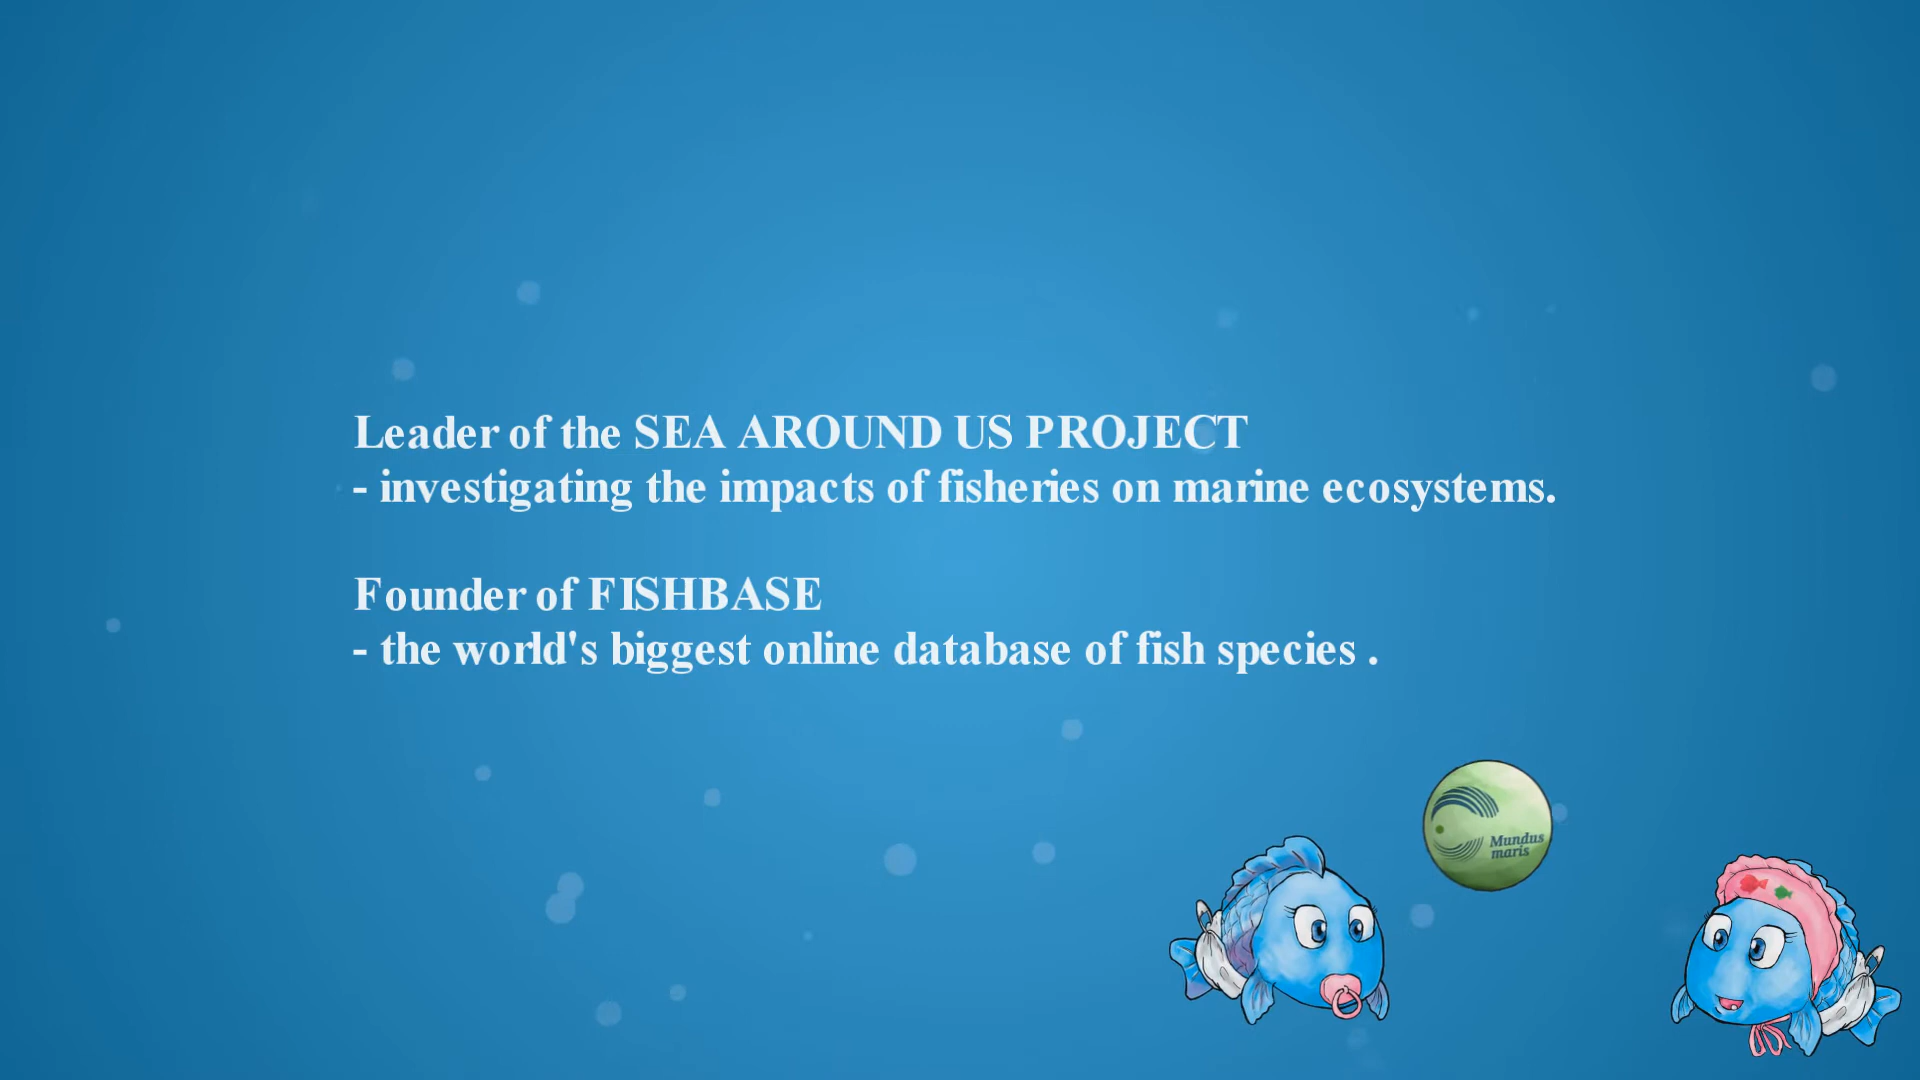 Leader of the SEA AROUND US PROJECT
- investigating the impacts of fisheries on marine ecosystems.
Founder of FISHBASE
- the world's biggest online database of fish species .
Mundus
maris